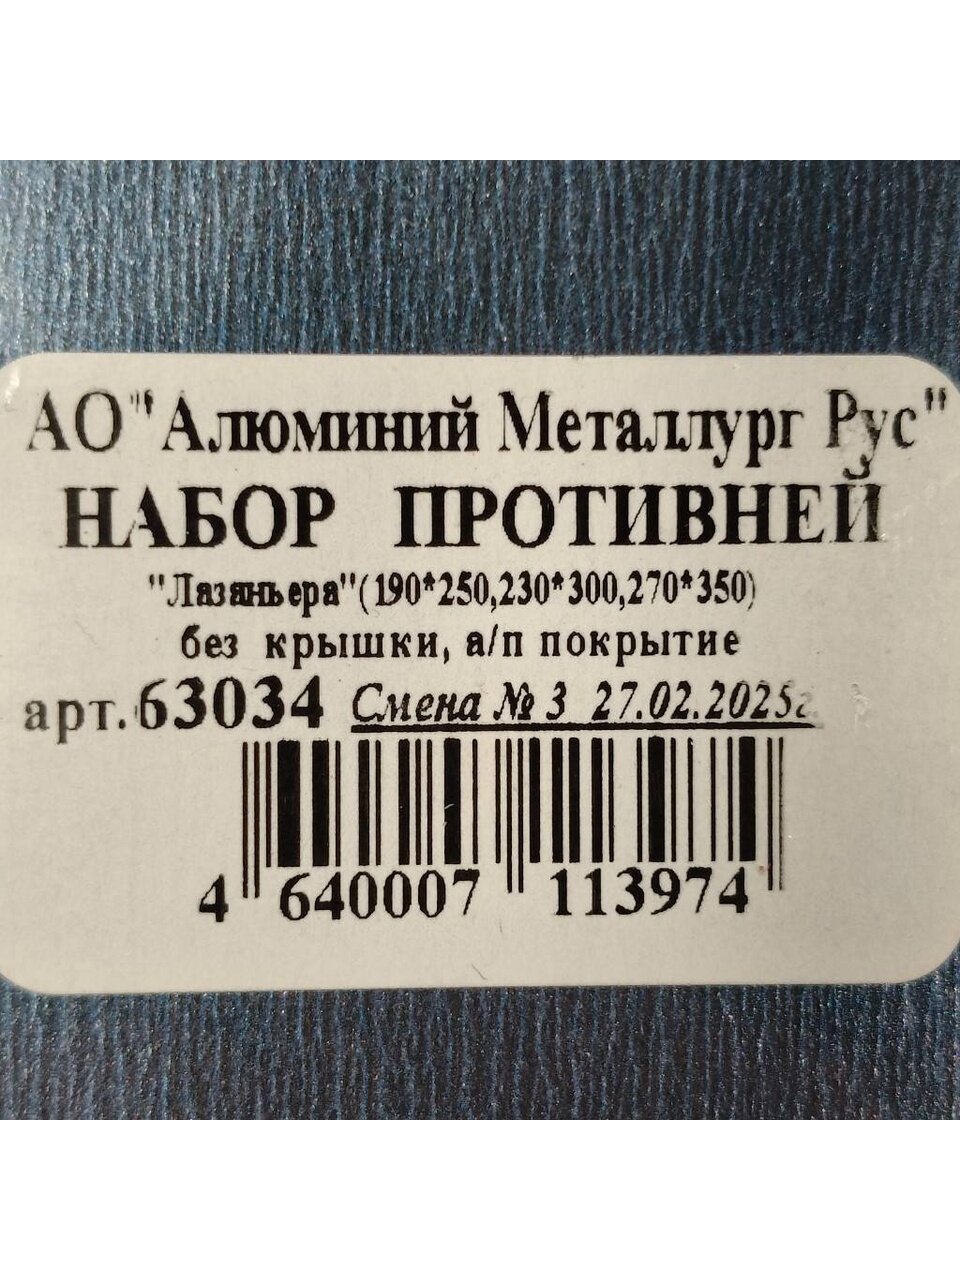 АО "Алюминий Металлург Рус"
НАБОР ПРОТИВНЕЙ
"Лазаньера"(190*250,230*300,270*350)
без крышки, а/п покрытие
арт.63034 Смена № 3 27.02.2025г
4 640007 113974